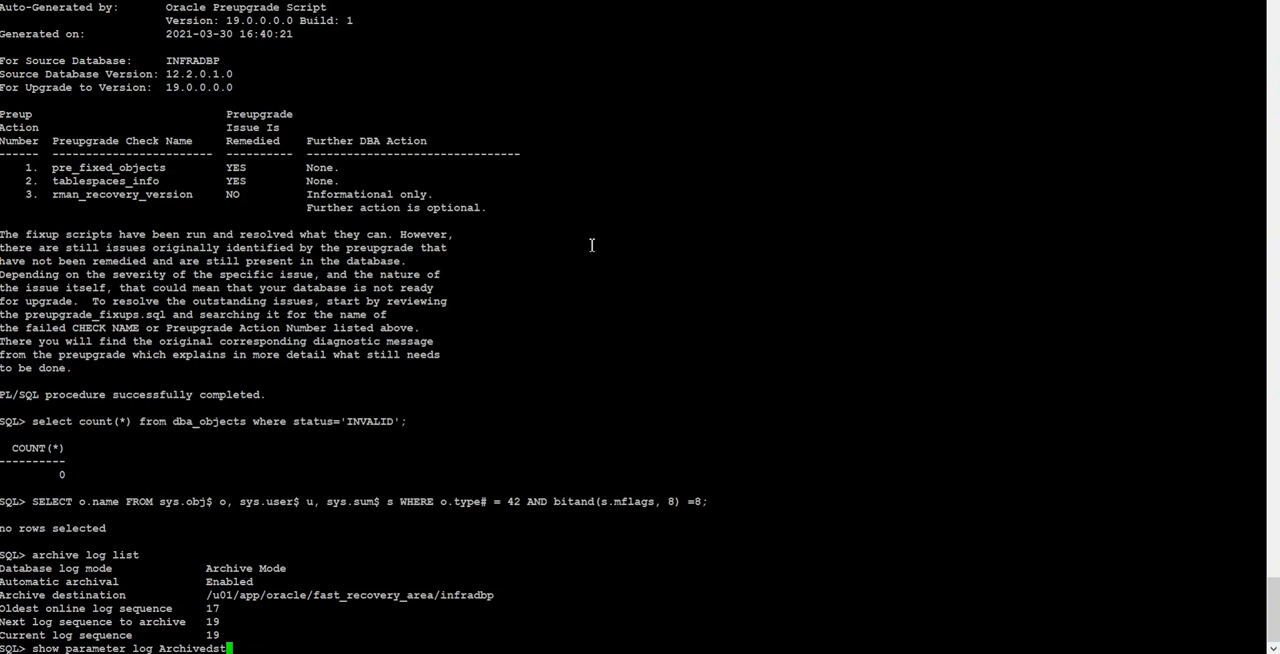 Auto-Generated by:       Oracle Preupgrade Script
                         Version: 19.0.0.0.0 Build: 1
Generated on:            2021-03-30 16:40:21
For Source Database:     INFRADBP
Source Database Version: 12.2.0.1.0
For Upgrade to Version:  19.0.0.0.0
Preup                             Preupgrade
Action                            Issue Is
Number  Preupgrade Check Name     Remedied    Further DBA Action
------  ------------------------  ----------  --------------------------------
    1.  pre_fixed_objects         YES         None.
    2.  tablespaces_info          YES         None.
    3.  rman_recovery_version     NO          Informational only.
                                              Further action is optional.
The fixup scripts have been run and resolved what they can. However,
there are still issues originally identified by the preupgrade that
have not been remedied and are still present in the database.
Depending on the severity of the specific issue, and the nature of
the issue itself, that could mean that your database is not ready
for upgrade.  To resolve the outstanding issues, start by reviewing
the preupgrade_fixups.sql and searching it for the name of
the failed CHECK NAME or Preupgrade Action Number listed above.
There you will find the original corresponding diagnostic message
from the preupgrade which explains in more detail what still needs
to be done.
PL/SQL procedure successfully completed.
SQL> select count(*) from dba_objects where status='INVALID';
  COUNT(*)
----------
         0
SQL> SELECT o.name FROM sys.obj$ o, sys.user$ u, sys.sum$ s WHERE o.type# = 42 AND bitand(s.mflags, 8) =8;
no rows selected
SQL> archive log list
Database log mode              Archive Mode
Automatic archival             Enabled
Archive destination            /u01/app/oracle/fast_recovery_area/infradbp
Oldest online log sequence     17
Next log sequence to archive   19
Current log sequence           19
SQL> show parameter log Archivedst